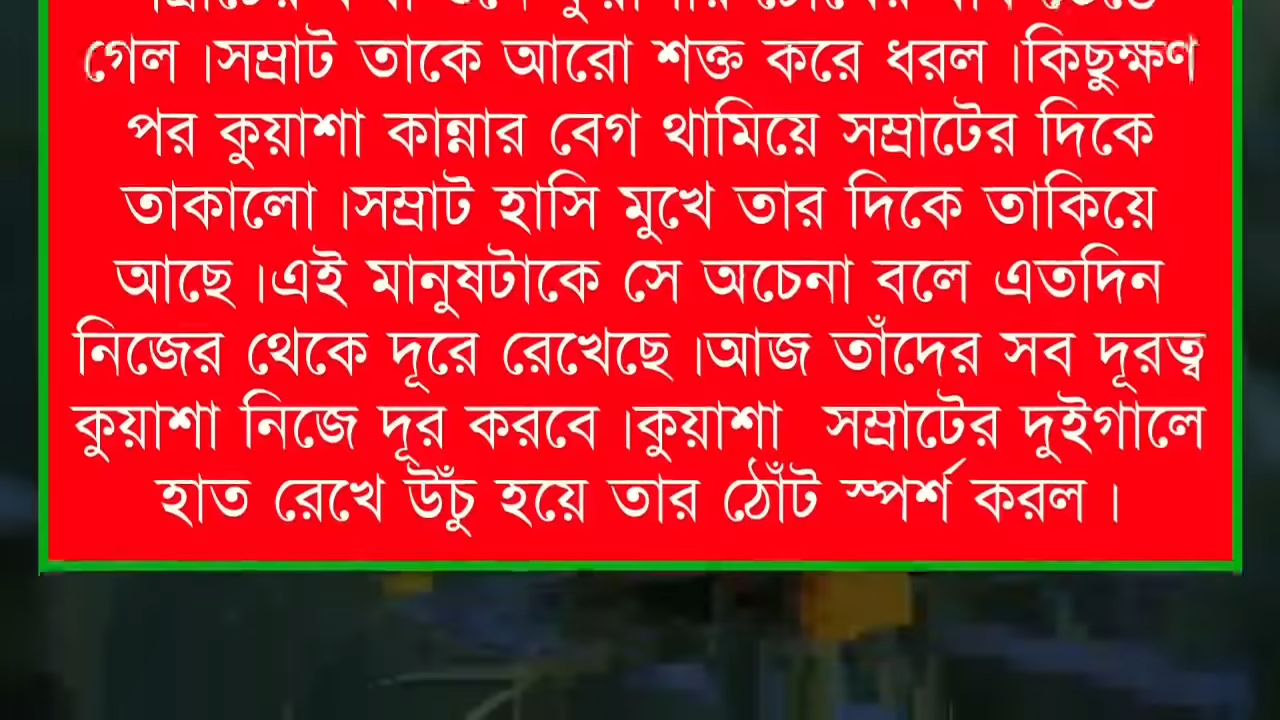 গেল।সম্রাট তাকে আরো শক্ত করে ধরল।কিছুক্ষণ
পর কুয়াশা কান্নার বেগ থামিয়ে সম্রাটের দিকে
তাকালো।সম্রাট হাসি মুখে তার দিকে তাকিয়ে
আছে।এই মানুষটাকে সে অচেনা বলে এতদিন
নিজের থেকে দূরে রেখেছে।আজ তাঁদের সব দূরত্ব
কুয়াশা নিজে দূর করবে।কুয়াশা সম্রাটের দুইগালে
হাত রেখে উঁচু হয়ে তার ঠোঁট স্পর্শ করল।